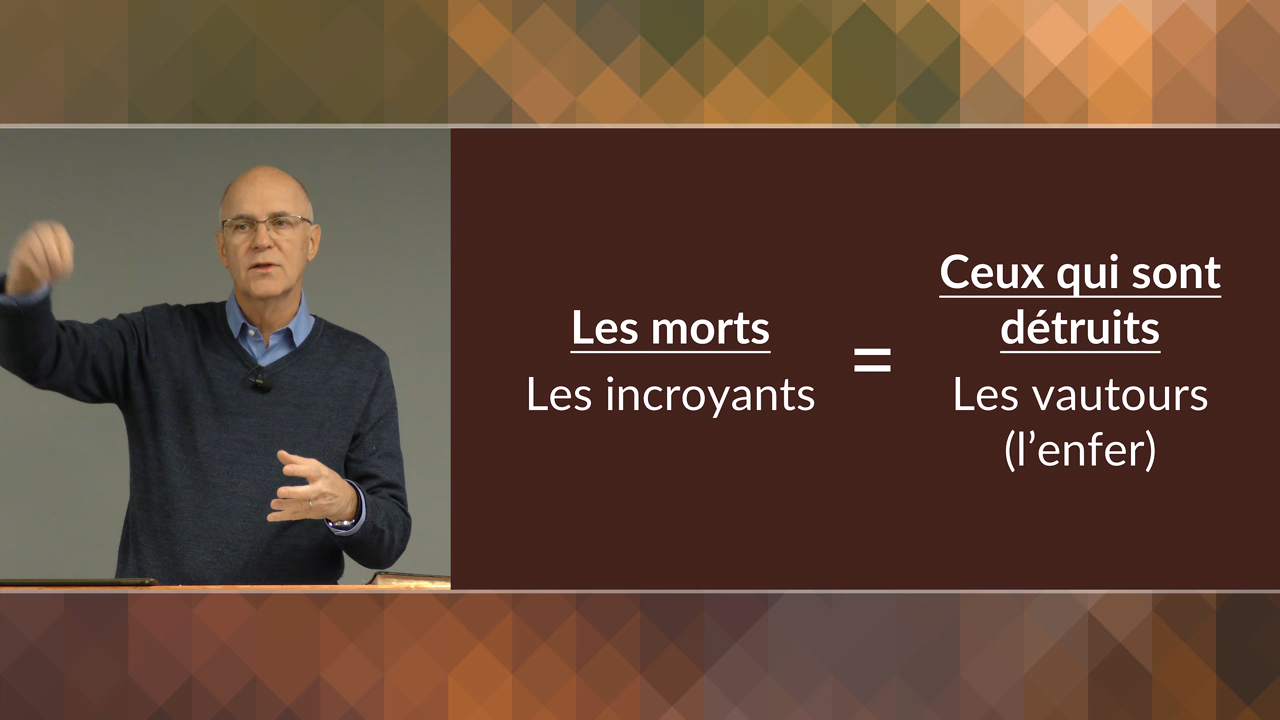 Les morts
Les incroyants
=
Ceux qui sont
détruits
Les vautours
(l’enfer)